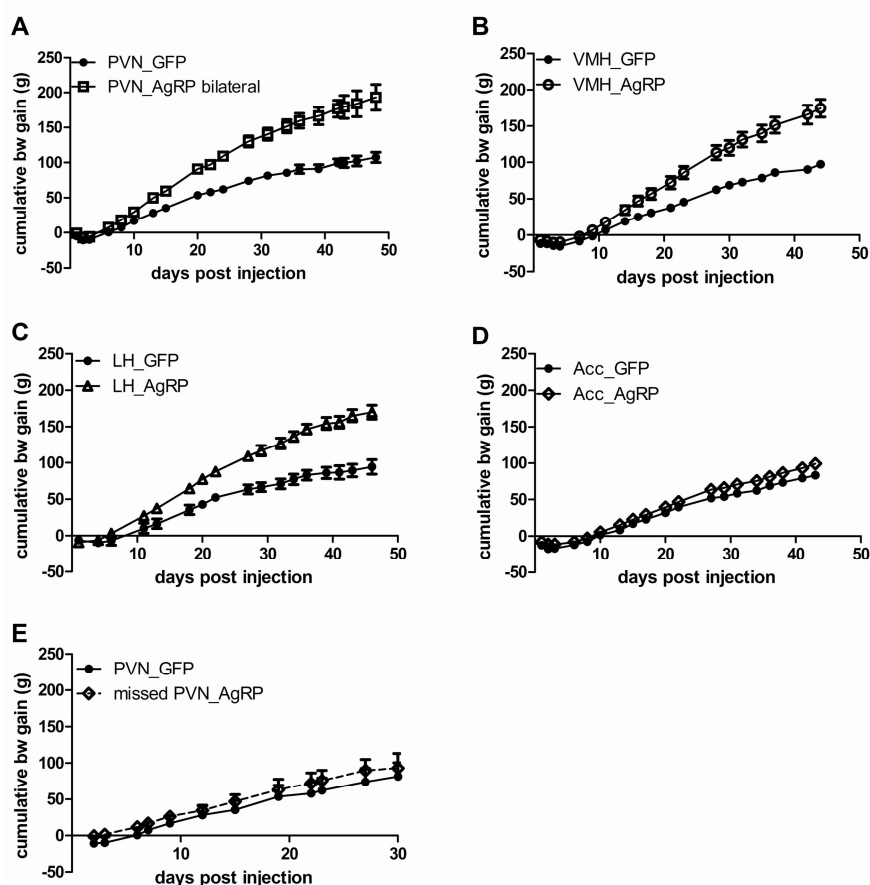 A
cumulative bw gain (g)
250
200
150
100
50
0
-50
PVN_GFP
PVN_AgRP bilateral
10 20 30 40 50
days post injection
B
cumulative bw gain (g)
250
200
150
100
50
0
-50
VMH_GFP
VMH_AgRP
10 20 30 40 50
days post injection
C
cumulative bw gain (g)
250
200
150
100
50
0
-50
LH_GFP
LH_AgRP
10 20 30 40 50
days post injection
D
cumulative bw gain (g)
250
200
150
100
50
0
-50
Acc_GFP
Acc_AgRP
10 20 30 40 50
days post injection
E
cumulative bw gain (g)
250
200
150
100
50
0
-50
PVN_GFP
missed PVN_AgRP
10 20 30
days post injection